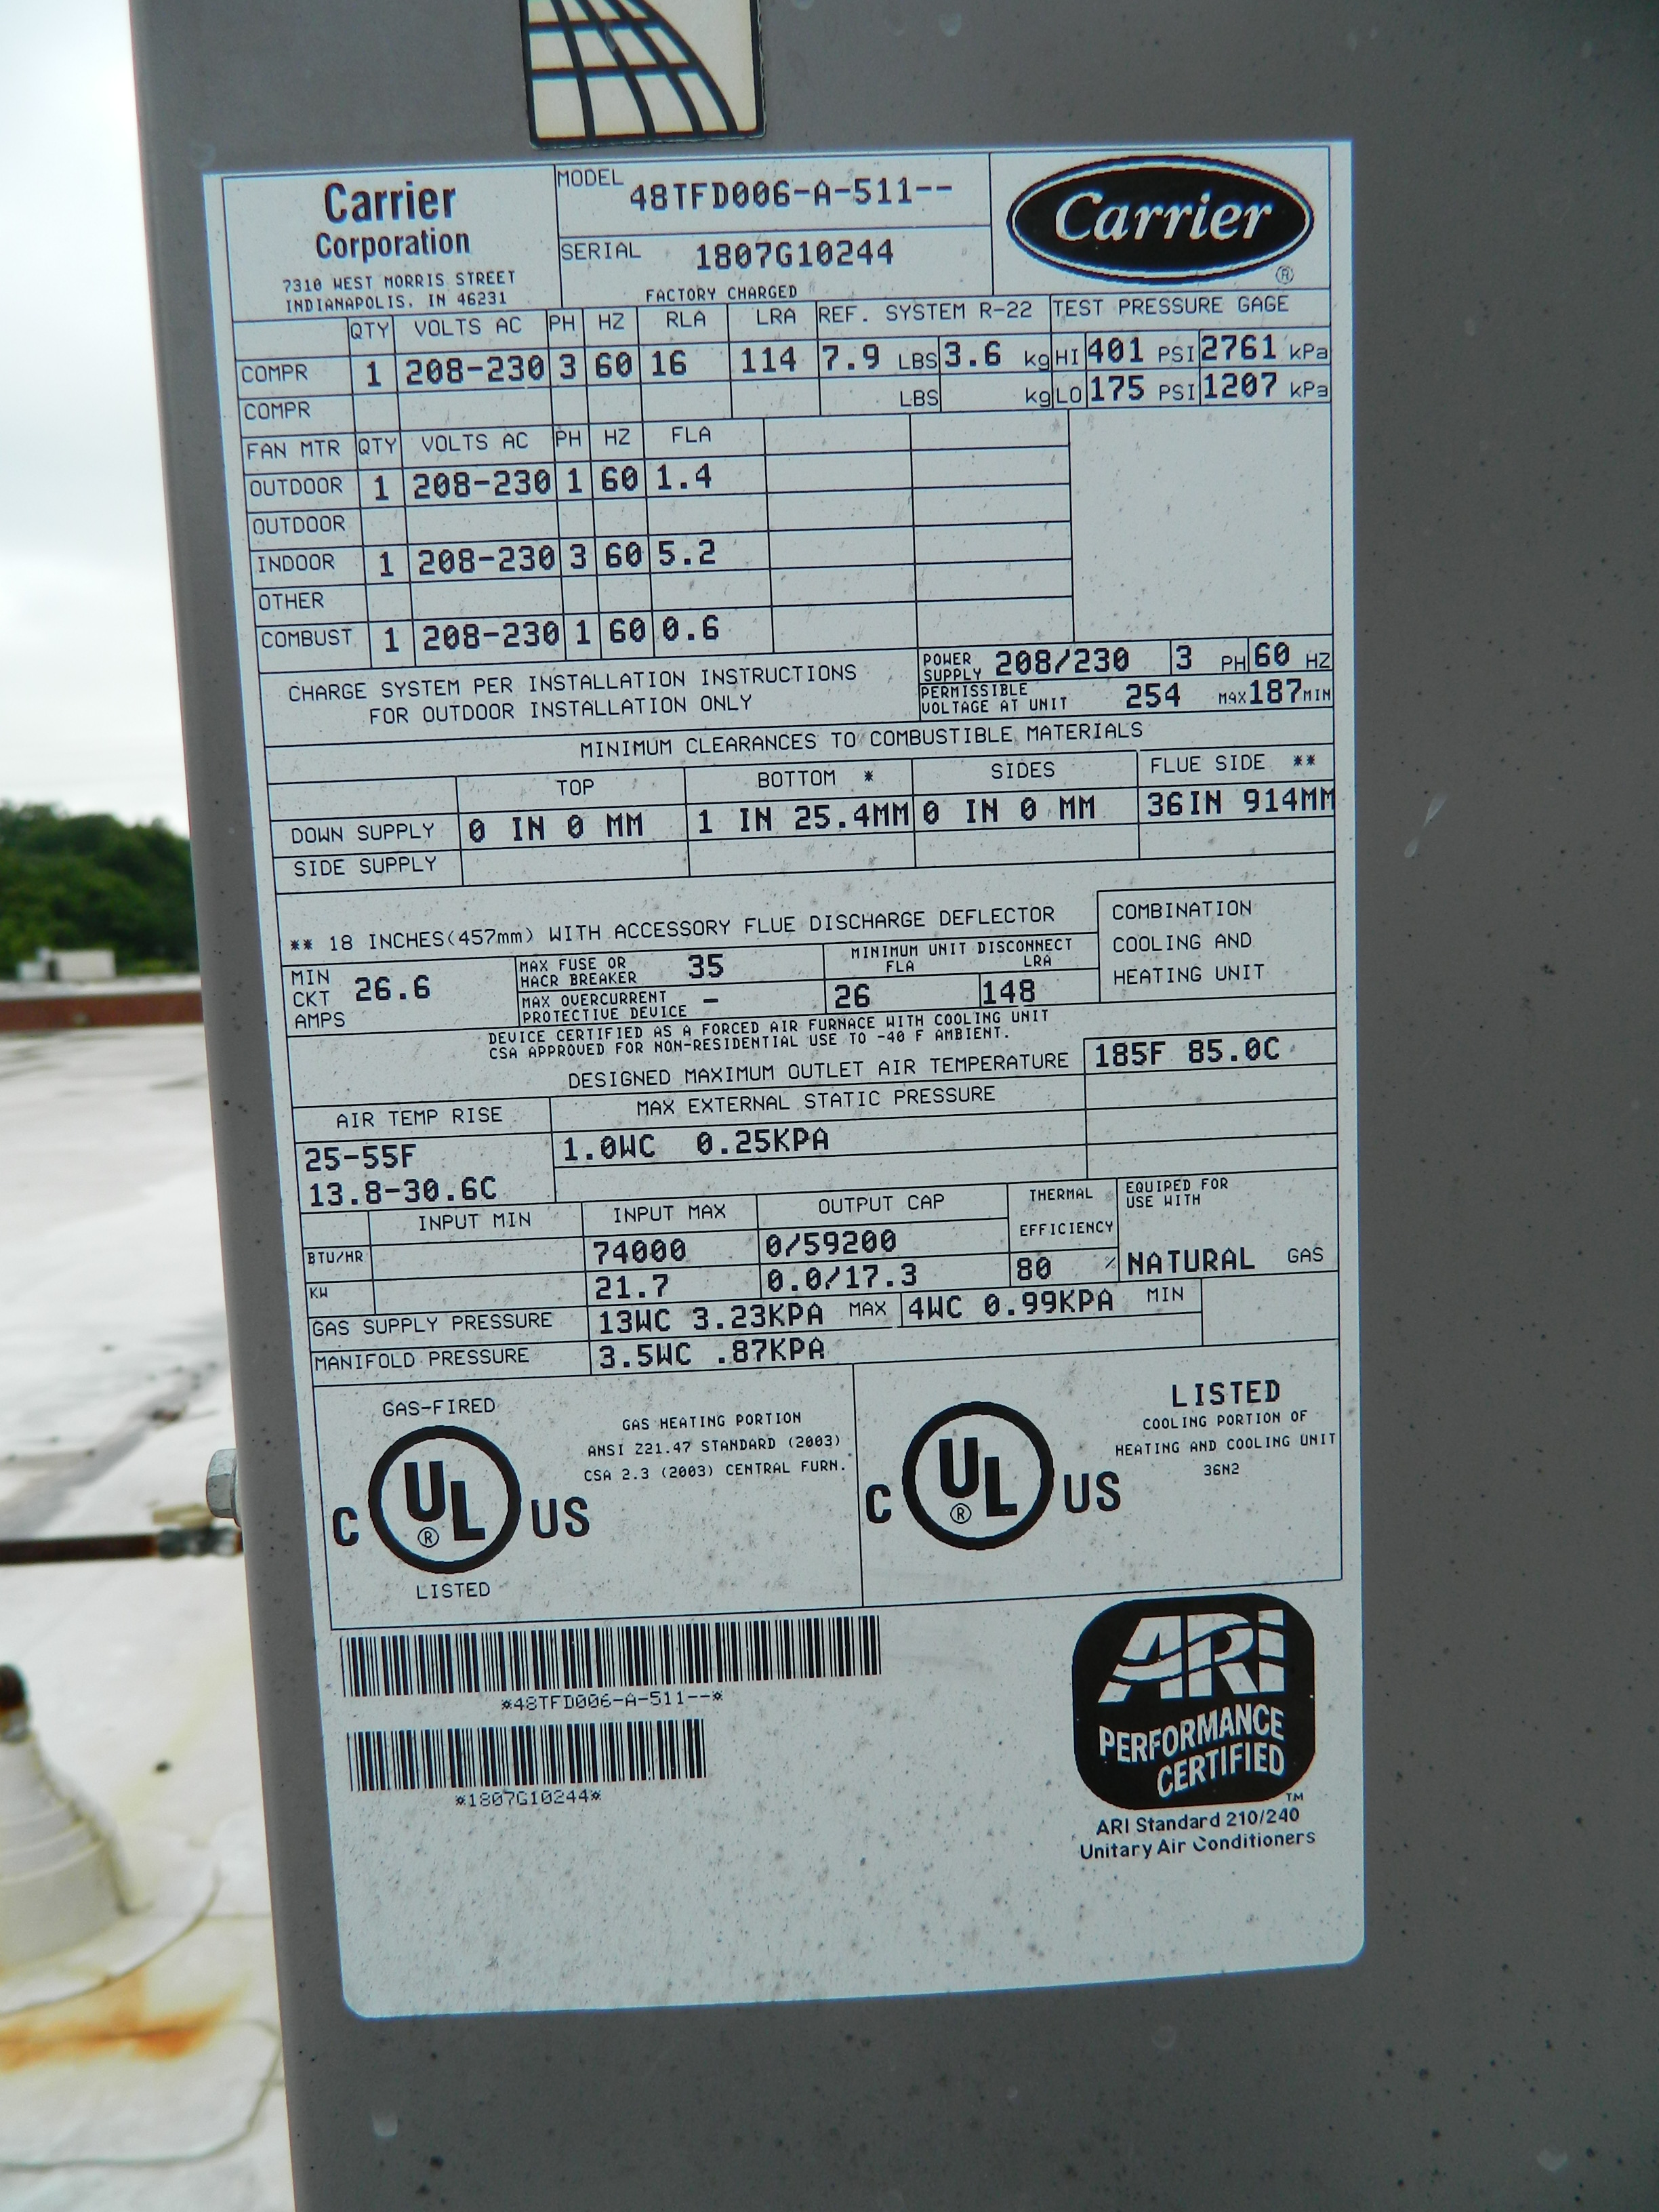 Carrier
Corporation
7310 WEST MORRIS STREET
INDIANAPOLIS, IN 46231
MODEL 48TFD006-A-511--
SERIAL 1807G10244
Carrier
®
FACTORY CHARGED
QTY VOLTS AC PH HZ RLA LRA REF. SYSTEM R-22 TEST PRESSURE GAGE
COMPR 1 208-230 3 60 16 114 7.9 LBS 3.6 kg HI 401 PSI 2761 kPa
COMPR LBS kg LO 175 PSI 1207 kPa
FAN MTR QTY VOLTS AC PH HZ FLA
OUTDOOR 1 208-230 1 60 1.4
OUTDOOR
INDOOR 1 208-230 3 60 5.2
OTHER
COMBUST 1 208-230 1 60 0.6
CHARGE SYSTEM PER INSTALLATION INSTRUCTIONS
FOR OUTDOOR INSTALLATION ONLY
POWER SUPPLY 208/230 3 PH 60 HZ
PERMISSIBLE VOLTAGE AT UNIT 254 MAX 187 MIN
MINIMUM CLEARANCES TO COMBUSTIBLE MATERIALS
TOP BOTTOM * SIDES FLUE SIDE **
DOWN SUPPLY 0 IN 0 MM 1 IN 25.4MM 0 IN 0 MM 36IN 914MM
SIDE SUPPLY
** 18 INCHES(457mm) WITH ACCESSORY FLUE DISCHARGE DEFLECTOR
COMBINATION
COOLING AND
HEATING UNIT
MIN
CKT 26.6
AMPS
MAX FUSE OR
HACR BREAKER 35
MAX OVERCURRENT
PROTECTIVE DEVICE -
MINIMUM UNIT DISCONNECT
FLA LRA
26 148
DEVICE CERTIFIED AS A FORCED AIR FURNACE WITH COOLING UNIT
CSA APPROVED FOR NON-RESIDENTIAL USE TO -40 F AMBIENT.
DESIGNED MAXIMUM OUTLET AIR TEMPERATURE 185F 85.0C
AIR TEMP RISE MAX EXTERNAL STATIC PRESSURE
25-55F 1.0WC 0.25KPA
13.8-30.6C
INPUT MIN INPUT MAX OUTPUT CAP THERMAL EFFICIENCY EQUIPED FOR USE WITH
BTU/HR 74000 0/59200
KW 21.7 0.0/17.3 80 % NATURAL GAS
GAS SUPPLY PRESSURE 13WC 3.23KPA MAX 4WC 0.99KPA MIN
MANIFOLD PRESSURE 3.5WC .87KPA
GAS-FIRED
C UL ® US
LISTED
GAS HEATING PORTION
ANSI Z21.47 STANDARD (2003)
CSA 2.3 (2003) CENTRAL FURN.
C UL ® US
LISTED
COOLING PORTION OF
HEATING AND COOLING UNIT
36N2
*48TFD006-A-511--*
*1807G10244*
ARI
PERFORMANCE
CERTIFIED
TM
ARI Standard 210/240
Unitary Air Conditioners